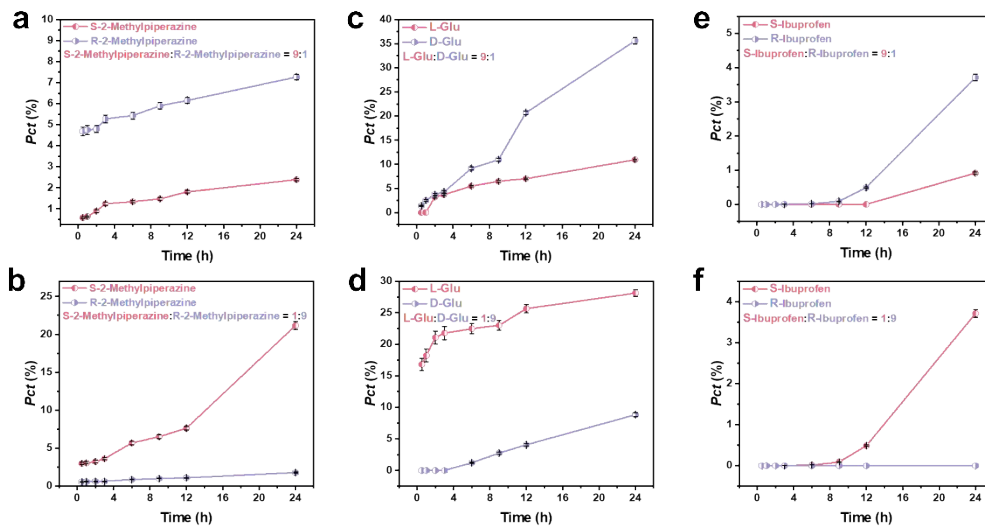 a
S-2-Methylpiperazine
R-2-Methylpiperazine
S-2-Methylpiperazine:R-2-Methylpiperazine = 9:1
Pct (%)
10
9
8
7
6
5
4
3
2
1
0 4 8 12 16 20 24
Time (h)
c
L-Glu
D-Glu
L-Glu:D-Glu = 9:1
Pct (%)
40
35
30
25
20
15
10
5
0
0 4 8 12 16 20 24
Time (h)
e
S-Ibuprofen
R-Ibuprofen
S-Ibuprofen:R-Ibuprofen = 9:1
Pct (%)
5
4
3
2
1
0
0 4 8 12 16 20 24
Time (h)
b
S-2-Methylpiperazine
R-2-Methylpiperazine
S-2-Methylpiperazine:R-2-Methylpiperazine = 1:9
Pct (%)
25
20
15
10
5
0
0 4 8 12 16 20 24
Time (h)
d
L-Glu
D-Glu
L-Glu:D-Glu = 1:9
Pct (%)
30
25
20
15
10
5
0
0 4 8 12 16 20 24
Time (h)
f
S-Ibuprofen
R-Ibuprofen
S-Ibuprofen:R-Ibuprofen = 1:9
Pct (%)
4
3
2
1
0
0 4 8 12 16 20 24
Time (h)